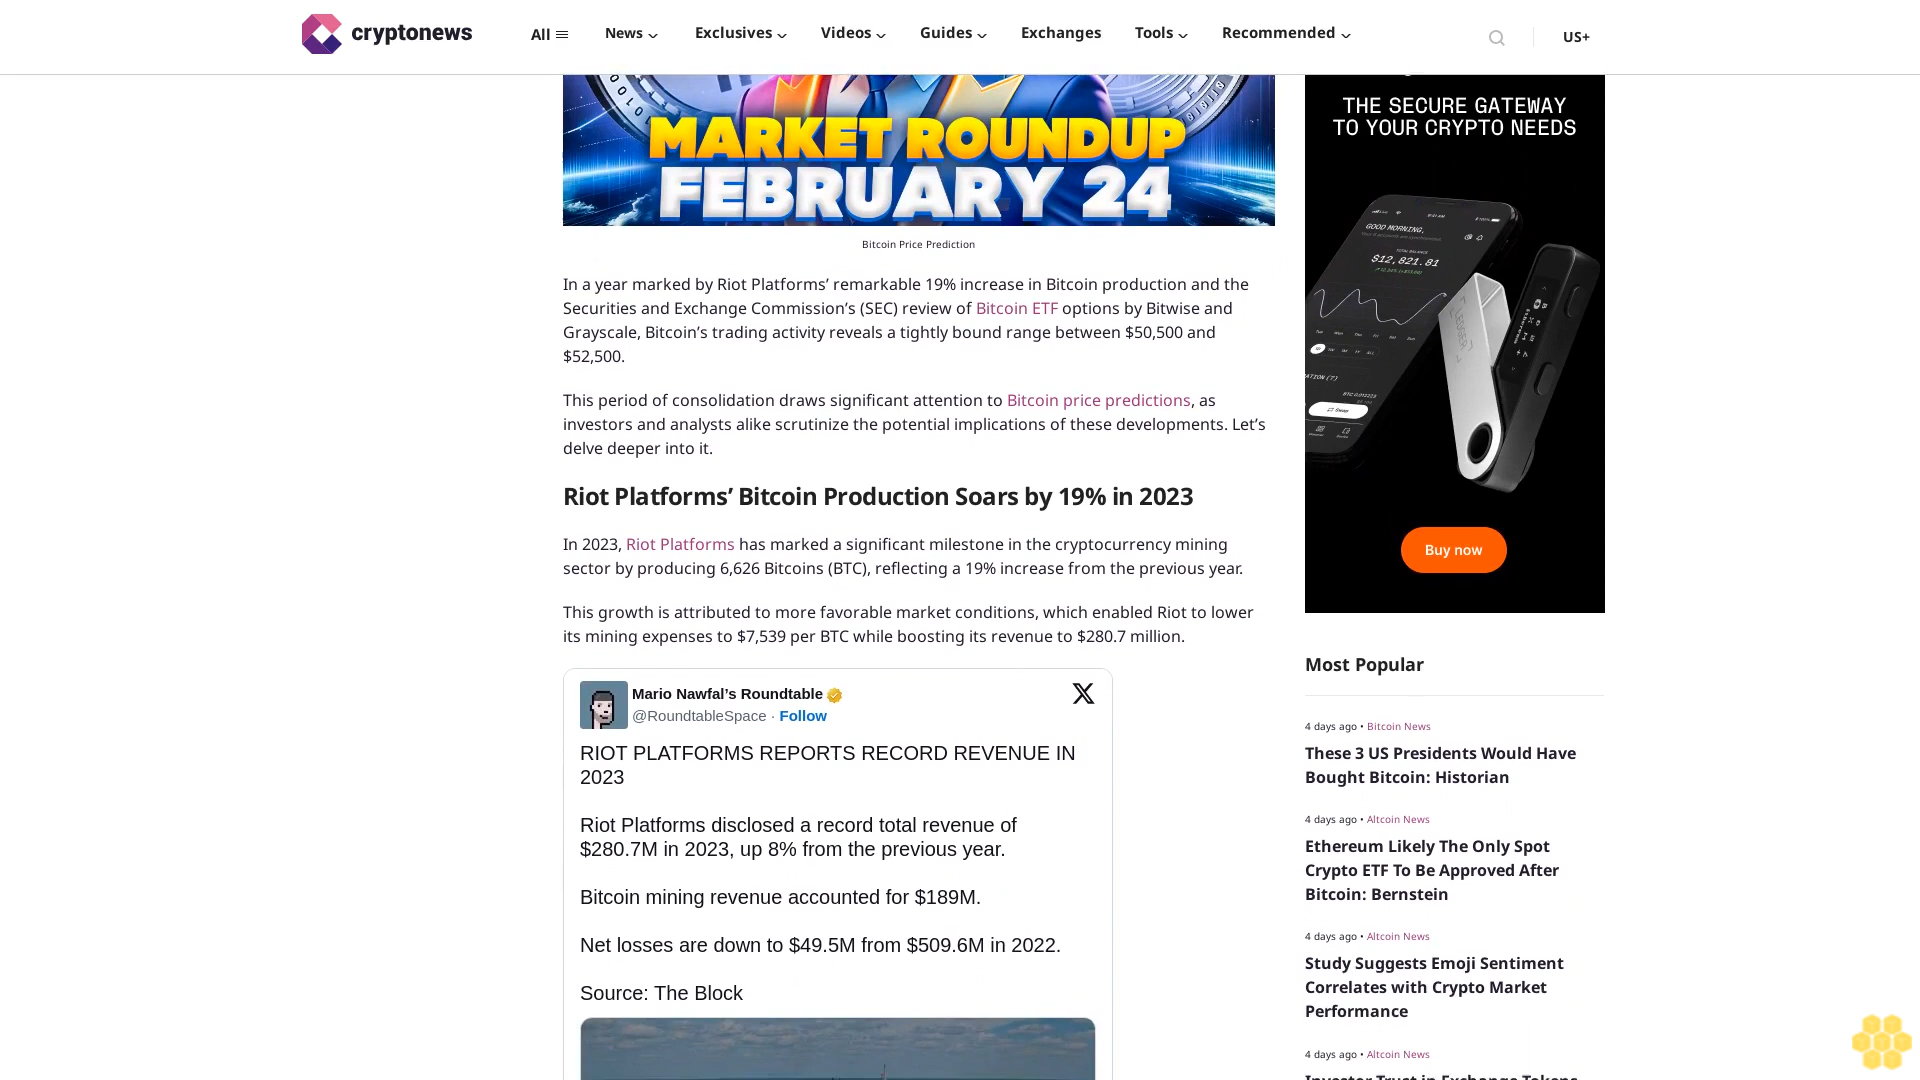 cryptonews
All
News
Exclusives
Videos
Guides
Exchanges
Tools
Recommended
US+
MARKET ROUNDUP
FEBRUARY 24
Bitcoin Price Prediction
In a year marked by Riot Platforms’ remarkable 19% increase in Bitcoin production and the
Securities and Exchange Commission’s (SEC) review of Bitcoin ETF options by Bitwise and
Grayscale, Bitcoin’s trading activity reveals a tightly bound range between $50,500 and
$52,500.
This period of consolidation draws significant attention to Bitcoin price predictions, as
investors and analysts alike scrutinize the potential implications of these developments. Let’s
delve deeper into it.
Riot Platforms’ Bitcoin Production Soars by 19% in 2023
In 2023, Riot Platforms has marked a significant milestone in the cryptocurrency mining
sector by producing 6,626 Bitcoins (BTC), reflecting a 19% increase from the previous year.
This growth is attributed to more favorable market conditions, which enabled Riot to lower
its mining expenses to $7,539 per BTC while boosting its revenue to $280.7 million.
Mario Nawfal’s Roundtable
@RoundtableSpace · Follow
RIOT PLATFORMS REPORTS RECORD REVENUE IN
2023
Riot Platforms disclosed a record total revenue of
$280.7M in 2023, up 8% from the previous year.
Bitcoin mining revenue accounted for $189M.
Net losses are down to $49.5M from $509.6M in 2022.
Source: The Block
THE SECURE GATEWAY
TO YOUR CRYPTO NEEDS
GOOD MORNING,
TOTAL BALANCE
$12,821.81
LEDGER
Swap
Buy now
Most Popular
4 days ago • Bitcoin News
These 3 US Presidents Would Have
Bought Bitcoin: Historian
4 days ago • Altcoin News
Ethereum Likely The Only Spot
Crypto ETF To Be Approved After
Bitcoin: Bernstein
4 days ago • Altcoin News
Study Suggests Emoji Sentiment
Correlates with Crypto Market
Performance
4 days ago • Altcoin News
Investor Trust in Exchange Tokens